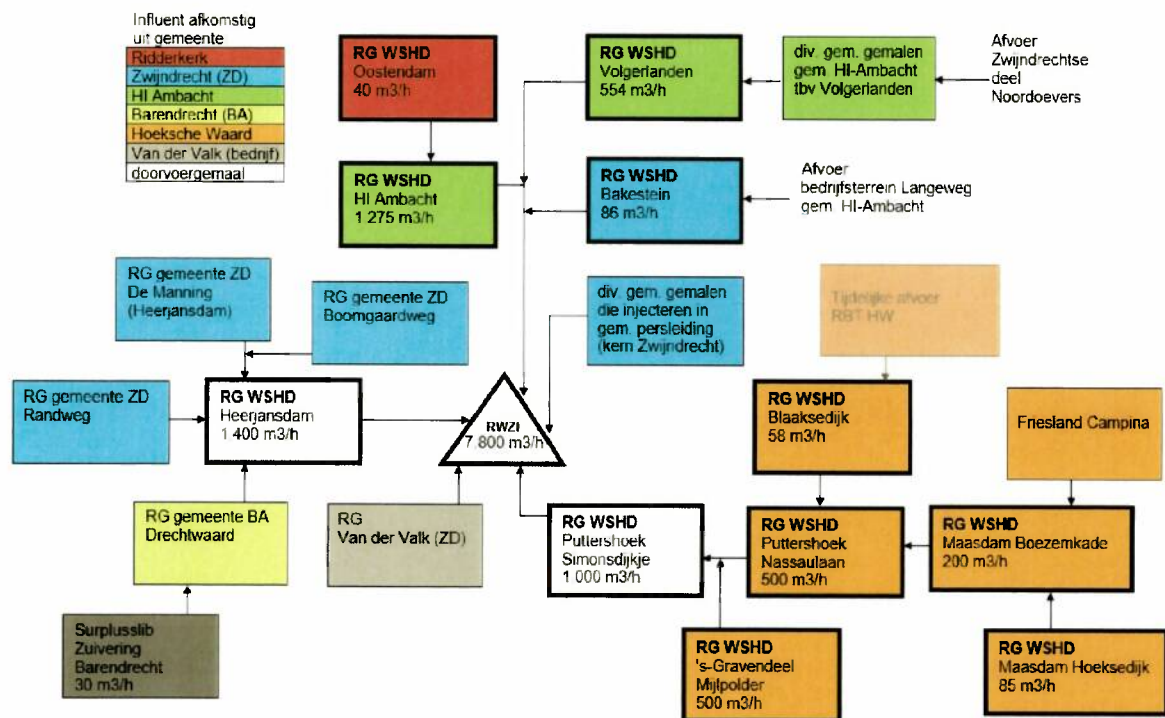 Influent afkomstig
uit gemeente
Ridderkerk
Zwijndrecht (ZD)
HI Ambacht
Barendrecht (BA)
Hoeksche Waard
Van der Valk (bedrijf)
doorvoergemaal
RG WSHD
Oostendam
40 m3/h
RG WSHD
Volgerlanden
554 m3/h
div. gem. gemalen
gem. HI-Ambacht
tbv Volgerlanden
Afvoer
Zwijndrechtse
deel
Noordoevers
RG WSHD
HI Ambacht
1 275 m3/h
RG WSHD
Bakestein
86 m3/h
Afvoer
bedrijfsterrein Langeweg
gem. HI-Ambacht
RG gemeente ZD
De Manning
(Heerjansdam)
RG gemeente ZD
Boomgaardweg
div. gem. gemalen
die injecteren in
gem. persleiding
(kern Zwijndrecht)
Tijdelijke afvoer
RBT HW
RG gemeente ZD
Randweg
RG WSHD
Heerjansdam
1 400 m3/h
RWZI
7.800 m3/h
RG WSHD
Blaaksedijk
58 m3/h
Friesland Campina
RG gemeente BA
Drechtwaard
RG
Van der Valk (ZD)
RG WSHD
Puttershoek
Simonsdijkje
1 000 m3/h
RG WSHD
Puttershoek
Nassaulaan
500 m3/h
RG WSHD
Maasdam Boezemkade
200 m3/h
Surplusslib
Zuivering
Barendrecht
30 m3/h
RG WSHD
's-Gravendeel
Mijlpolder
500 m3/h
RG WSHD
Maasdam Hoeksedijk
85 m3/h